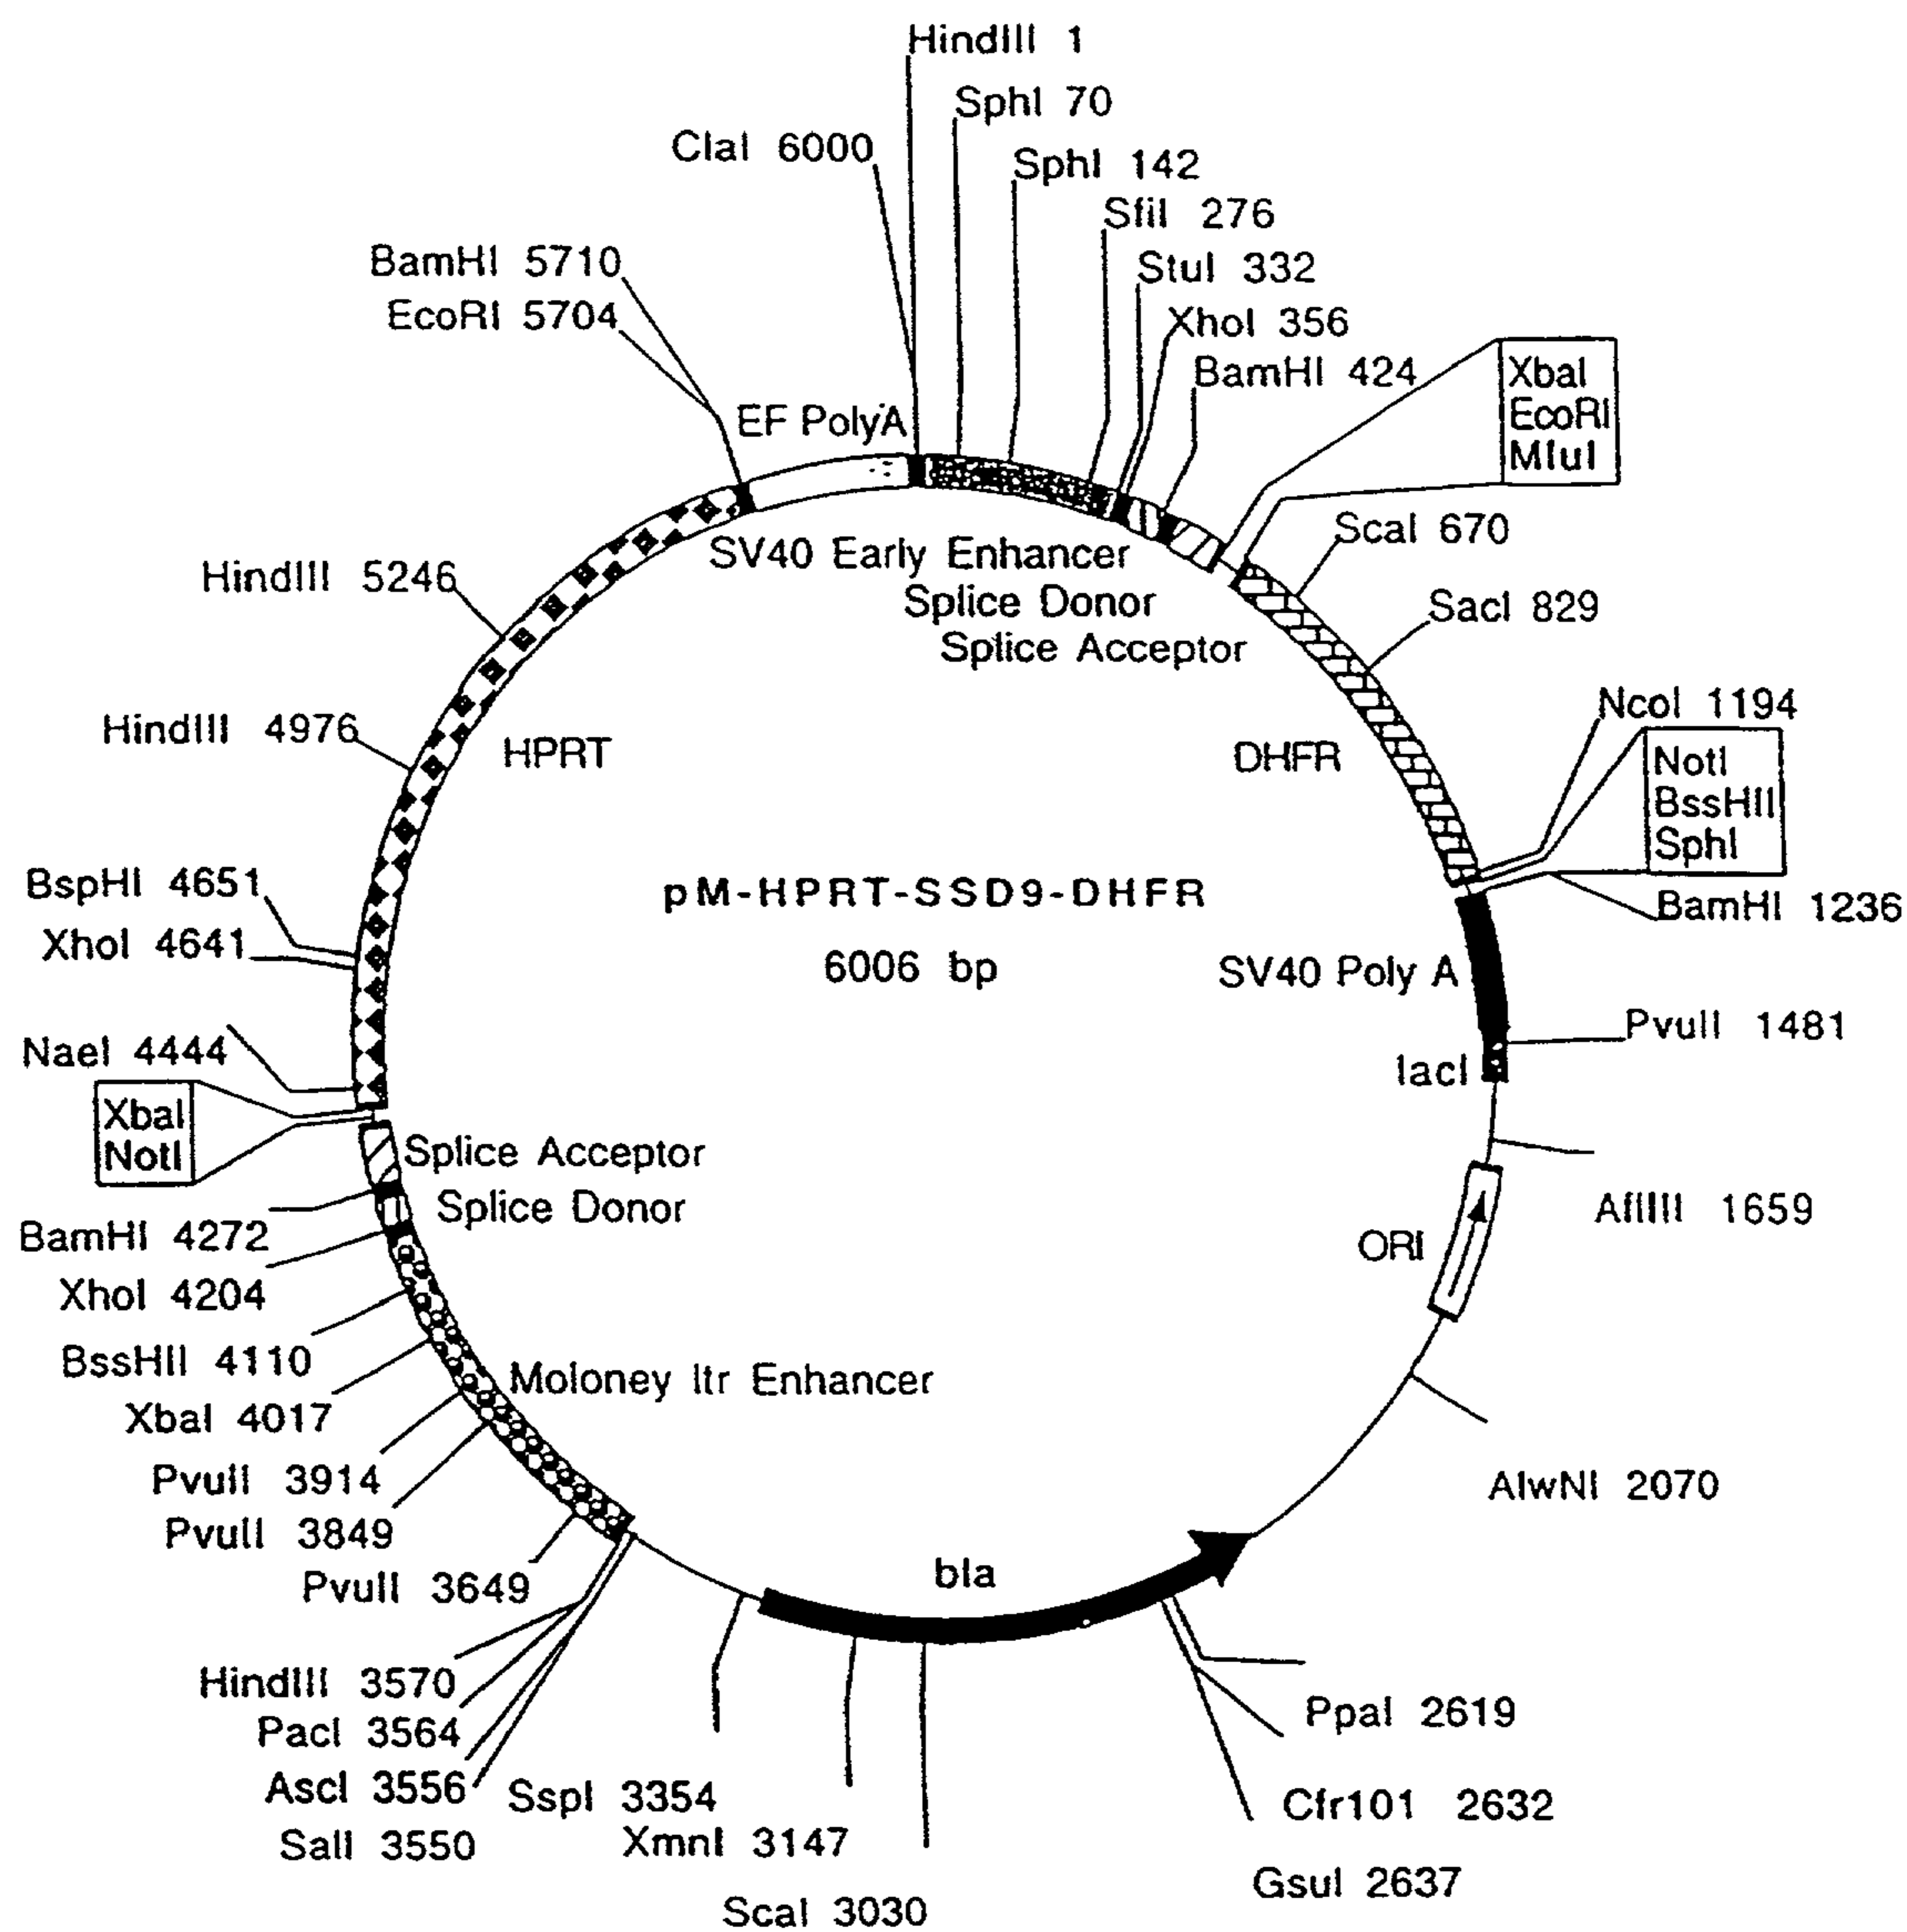 HindIII 1
SphI 70
ClaI 6000
SphI 142
SfiI 276
BamHI 5710
StuI 332
EcoRI 5704
XhoI 356
BamHI 424
XbaI
EcoRI
MluI
EF PolyA
ScaI 670
SV40 Early Enhancer
HindIII 5246
Splice Donor
SacI 829
Splice Acceptor
NcoI 1194
HindIII 4976
HPRT
DHFR
NotI
BssHII
SphI
BspHI 4651
pM-HPRT-SSD9-DHFR
BamHI 1236
XhoI 4641
6006 bp
SV40 Poly A
PvuII 1481
NaeI 4444
lacI
XbaI
NotI
Splice Acceptor
Splice Donor
AflIII 1659
BamHI 4272
ORI
XhoI 4204
BssHII 4110
Moloney ltr Enhancer
XbaI 4017
PvuII 3914
AlwNI 2070
PvuII 3849
bla
PvuII 3649
HindIII 3570
PpaI 2619
PacI 3564
AscI 3556
SspI 3354
Cfr101 2632
SalI 3550
XmnI 3147
GsuI 2637
ScaI 3030